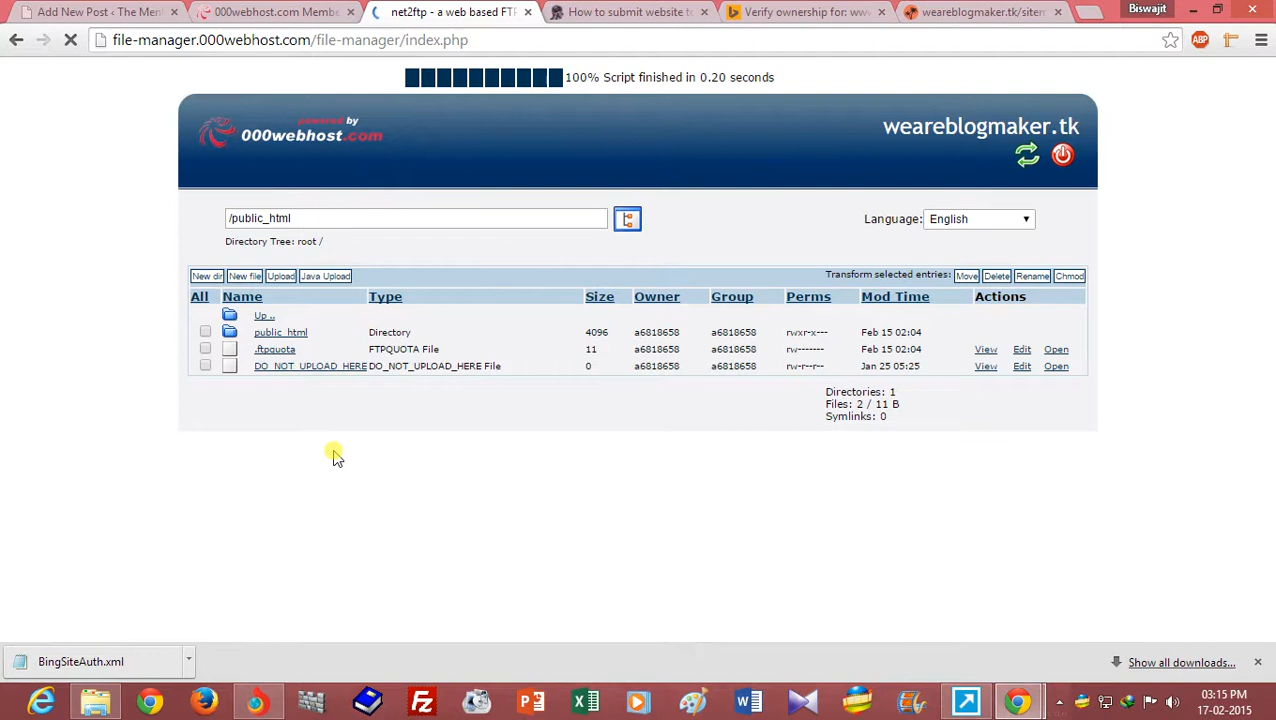 Add New Post ‹ The Ment
000webhost.com Membe
net2ftp - a web based FTP
How to submit website to
Verify ownership for: www
weareblogmaker.tk/sitem
Biswajit
file-manager.000webhost.com/file-manager/index.php
ABP
100% Script finished in 0.20 seconds
powered by
000webhost.com
weareblogmaker.tk
/public_html
Language: English
Directory Tree: root /
New dir New file Upload Java Upload Transform selected entries: Move Delete Rename Chmod
All Name Type Size Owner Group Perms Mod Time Actions
Up ..
public_html Directory 4096 a6818658 a6818658 rwxr-x--- Feb 15 02:04
.ftpquota FTPQUOTA File 11 a6818658 a6818658 rw------- Feb 15 02:04 View Edit Open
DO_NOT_UPLOAD_HERE DO_NOT_UPLOAD_HERE File 0 a6818658 a6818658 rw-r--r-- Jan 25 05:25 View Edit Open
Directories: 1
Files: 2 / 11 B
Symlinks: 0
BingSiteAuth.xml
Show all downloads...
03:15 PM
17-02-2015